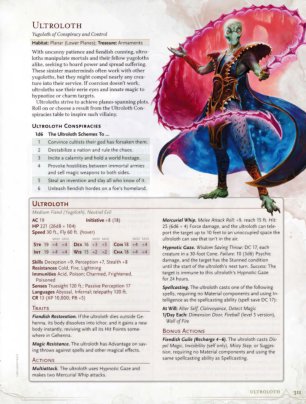 ULTROLOTH
Yugoloth of Conspiracy and Control
Habitat: Planar (Lower Planes); Treasure: Armaments
With uncanny patience and fiendish cunning, ultro-
loths manipulate mortals and their fellow yugoloths
alike, seeking to hoard power and spread suffering.
These sinister masterminds often work with other
yugoloths, but they might compel nearly any crea-
ture into their service. If coercion doesn't work,
ultroloths use their eerie eyes and innate magic to
hypnotize or charm targets.
Ultroloths strive to achieve planes-spanning plots.
Roll on or choose a result from the Ultroloth Con-
spiracies table to inspire such villainy.
ULTROLOTH CONSPIRACIES
1d6 The Ultroloth Schemes To ...
1 Convince cultists their god has forsaken them.
2 Destabilize a nation and rule the chaos.
3 Incite a calamity and hold a world hostage.
4 Provoke hostilities between immortal armies
and sell magic weapons to both sides.
5 Steal an invention and slay all who know of it.
6 Unleash fiendish hordes on a foe's homeland.
ULTROLOTH
Medium Fiend (Yugoloth), Neutral Evil
AC 19 Initiative +8 (18)
HP 221 (26d8 + 104)
Speed 30 ft., Fly 60 ft. (hover)
Skills Deception +9, Perception +7, Stealth +8
Resistances Cold, Fire, Lightning
Immunities Acid, Poison; Charmed, Frightened,
Poisoned
Senses Truesight 120 ft.; Passive Perception 17
Languages Abyssal, Infernal; telepathy 120 ft.
CR 13 (XP 10,000; PB +5)
TRAITS
Fiendish Restoration. If the ultroloth dies outside Ge-
henna, its body dissolves into ichor, and it gains a new
body instantly, reviving with all its Hit Points some-
where in Gehenna.
Magic Resistance. The ultroloth has Advantage on sav-
ing throws against spells and other magical effects.
ACTIONS
Multiattack. The ultroloth uses Hypnotic Gaze and
makes two Mercurial Whip attacks.
Mercurial Whip. Melee Attack Roll: +8, reach 15 ft. Hit:
25 Force damage, and the ultroloth can tele-
port the target up to 10 feet to an unoccupied space the
ultroloth can see that isn't in the air.
Hypnotic Gaze. Wisdom Saving Throw: DC 17, each
creature in a 30-foot Cone. Failure: Psychic
damage, and the target has the Stunned condition
until the start of the ultroloth's next turn. Success: The
target is immune to this ultroloth's Hypnotic Gaze
for 24 hours.
Spellcasting. The ultroloth casts one of the following
spells, requiring no Material components and using In-
telligence as the spellcasting ability (spell save DC 17):
At Will: Alter Self, Clairvoyance, Detect Magic
1/Day Each: Dimension Door, Fireball (level 5 version),
Wall of Fire
BONUS ACTIONS
Fiendish Guile (Recharge 4–6). The ultroloth casts Dis-
pel Magic, Invisibility (self only), Misty Step, or Sugges-
tion, requiring no Material components and using the
same spellcasting ability as Spellcasting.
ULTROLOTH 311